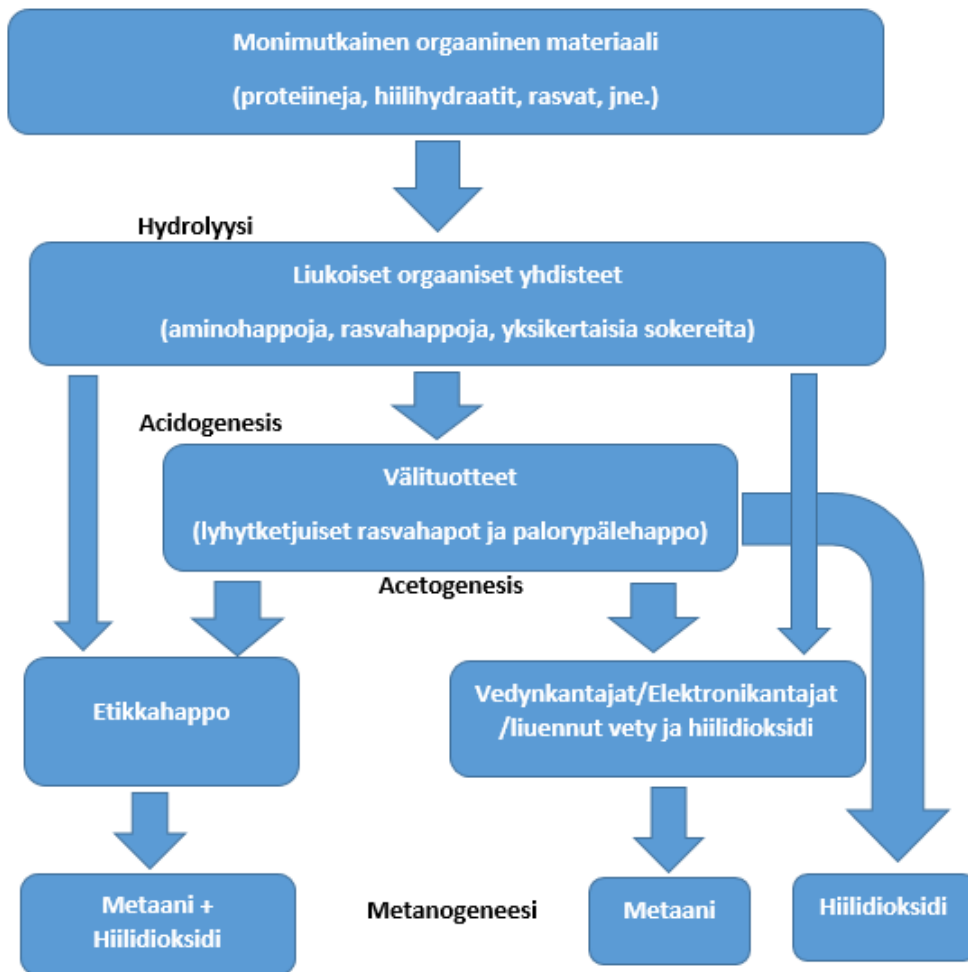 Monimutkainen orgaaninen materiaali
(proteiineja, hiilihydraatit, rasvat, jne.)
Hydrolyysi
Liukoiset orgaaniset yhdisteet
(aminohappoja, rasvahappoja, yksikertaisia sokereita)
Acidogenesis
Välituotteet
(lyhytketjuiset rasvahapot ja palorypälehappo)
Acetogenesis
Etikkahappo
Vedynkantajat/Elektronikantajat
/liuennut vety ja hiilidioksidi
Metaani +
Hiilidioksidi
Metanogeneesi
Metaani
Hiilidioksidi